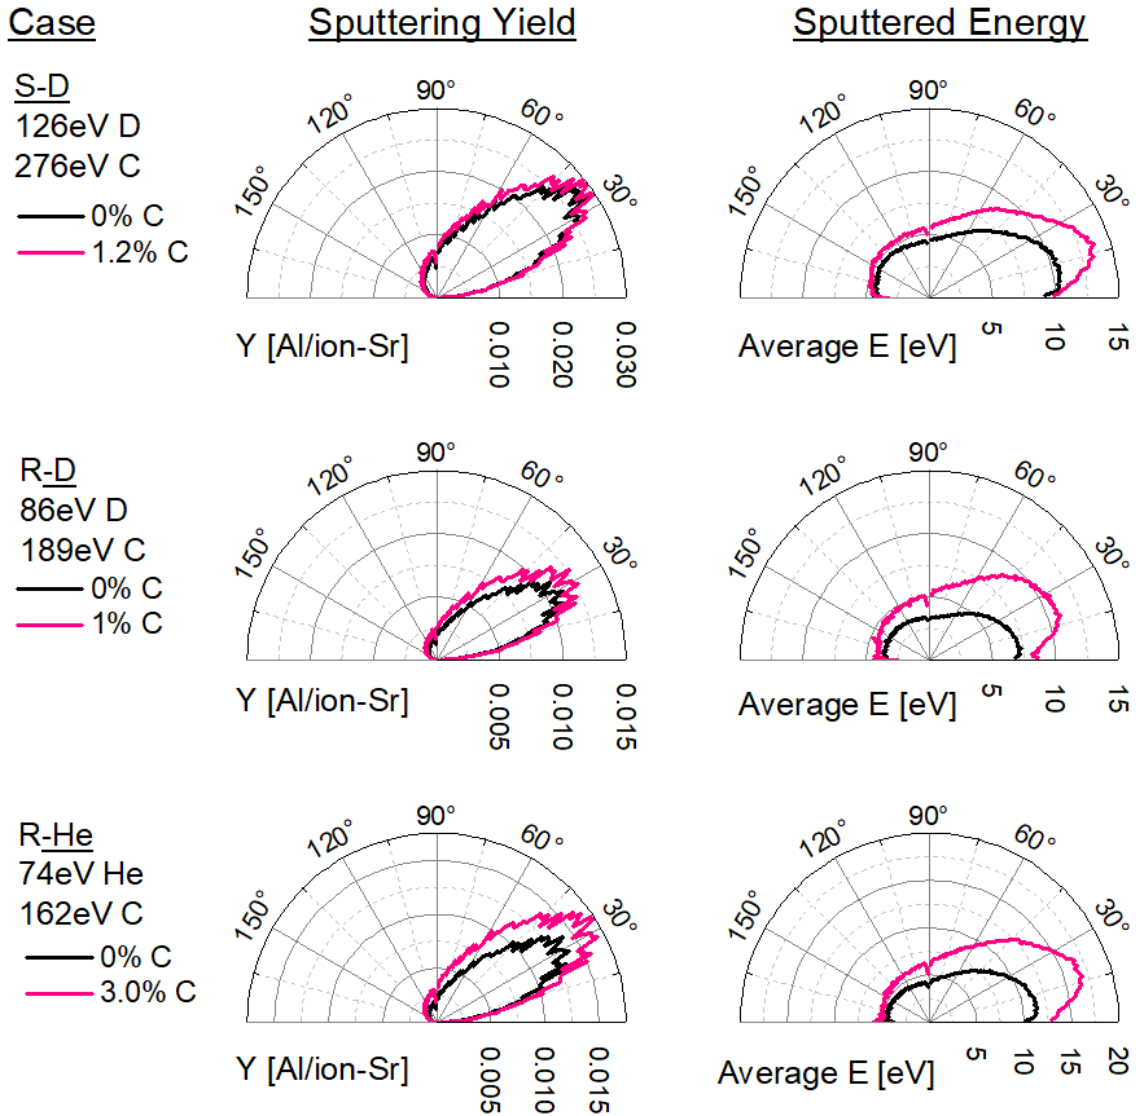 Case
Sputtering Yield
Sputtered Energy
S-D
126eV D
276eV C
0% C
1.2% C
150°
120°
90°
60°
30°
Y [Al/ion-Sr]
0.010
0.020
0.030
150°
120°
90°
60°
30°
Average E [eV]
5
10
15
R-D
86eV D
189eV C
0% C
1% C
150°
120°
90°
60°
30°
Y [Al/ion-Sr]
0.005
0.010
0.015
150°
120°
90°
60°
30°
Average E [eV]
5
10
15
R-He
74eV He
162eV C
0% C
3.0% C
150°
120°
90°
60°
30°
Y [Al/ion-Sr]
0.005
0.010
0.015
150°
120°
90°
60°
30°
Average E [eV]
5
10
15
20